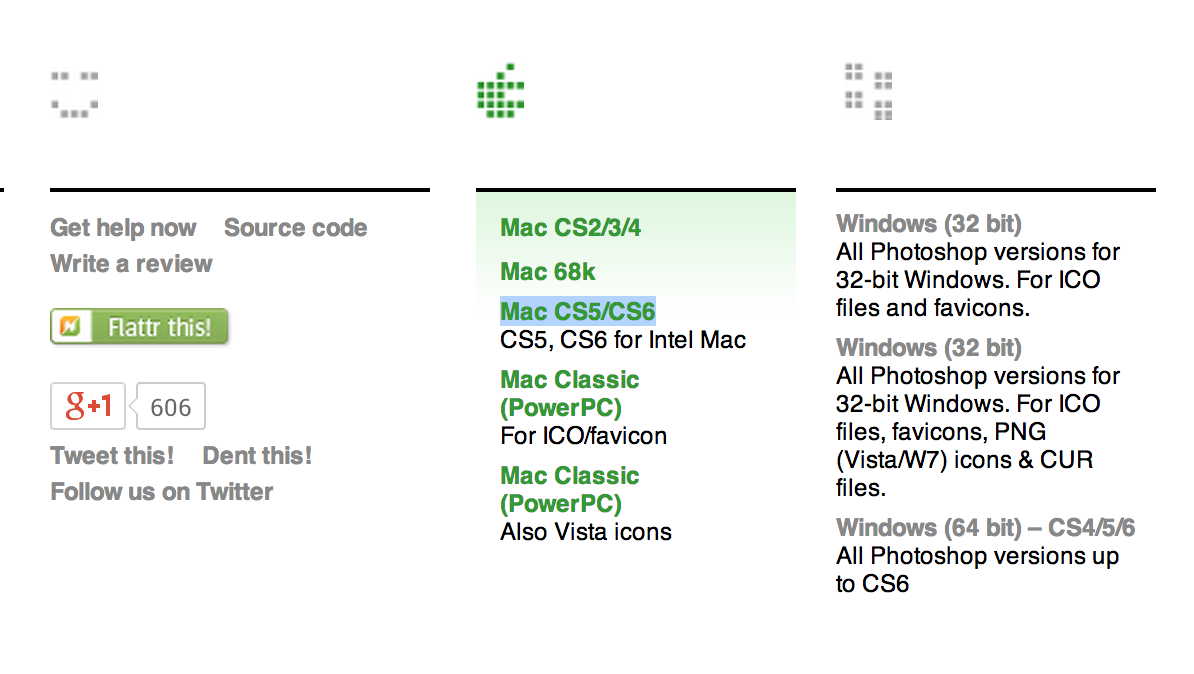 Get help now Source code
Write a review
Flattr this!
g+1 606
Tweet this! Dent this!
Follow us on Twitter
Mac CS2/3/4
Mac 68k
Mac CS5/CS6
CS5, CS6 for Intel Mac
Mac Classic
(PowerPC)
For ICO/favicon
Mac Classic
(PowerPC)
Also Vista icons
Windows (32 bit)
All Photoshop versions for
32-bit Windows. For ICO
files and favicons.
Windows (32 bit)
All Photoshop versions for
32-bit Windows. For ICO
files, favicons, PNG
(Vista/W7) icons & CUR
files.
Windows (64 bit) – CS4/5/6
All Photoshop versions up
to CS6